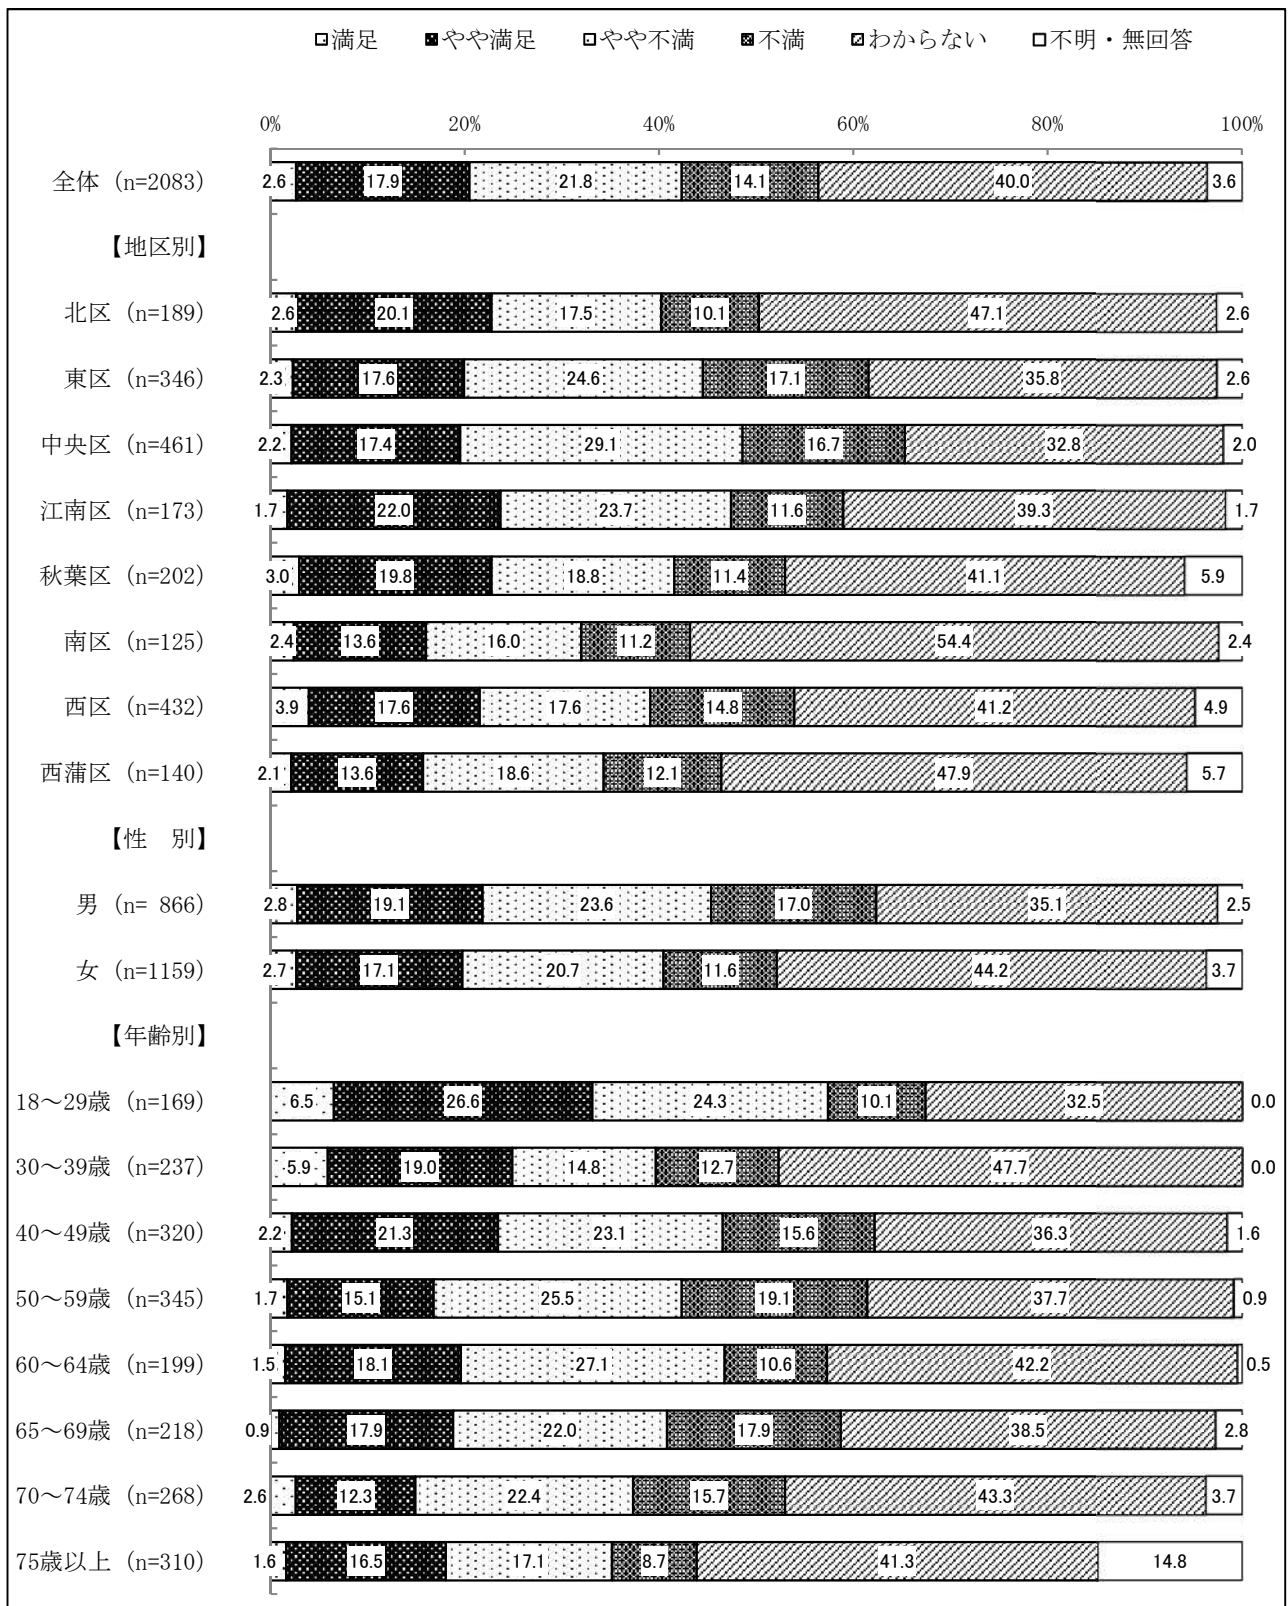 満足 やや満足 やや不満 不満 わからない 不明・無回答
0% 20% 40% 60% 80% 100%
全体 (n=2083) 2.6 17.9 21.8 14.1 40.0 3.6
【地区別】
北区 (n=189) 2.6 20.1 17.5 10.1 47.1 2.6
東区 (n=346) 2.3 17.6 24.6 17.1 35.8 2.6
中央区 (n=461) 2.2 17.4 29.1 16.7 32.8 2.0
江南区 (n=173) 1.7 22.0 23.7 11.6 39.3 1.7
秋葉区 (n=202) 3.0 19.8 18.8 11.4 41.1 5.9
南区 (n=125) 2.4 13.6 16.0 11.2 54.4 2.4
西区 (n=432) 3.9 17.6 17.6 14.8 41.2 4.9
西蒲区 (n=140) 2.1 13.6 18.6 12.1 47.9 5.7
【性　別】
男 (n= 866) 2.8 19.1 23.6 17.0 35.1 2.5
女 (n=1159) 2.7 17.1 20.7 11.6 44.2 3.7
【年齢別】
18～29歳 (n=169) 6.5 26.6 24.3 10.1 32.5 0.0
30～39歳 (n=237) 5.9 19.0 14.8 12.7 47.7 0.0
40～49歳 (n=320) 2.2 21.3 23.1 15.6 36.3 1.6
50～59歳 (n=345) 1.7 15.1 25.5 19.1 37.7 0.9
60～64歳 (n=199) 1.5 18.1 27.1 10.6 42.2 0.5
65～69歳 (n=218) 0.9 17.9 22.0 17.9 38.5 2.8
70～74歳 (n=268) 2.6 12.3 22.4 15.7 43.3 3.7
75歳以上 (n=310) 1.6 16.5 17.1 8.7 41.3 14.8